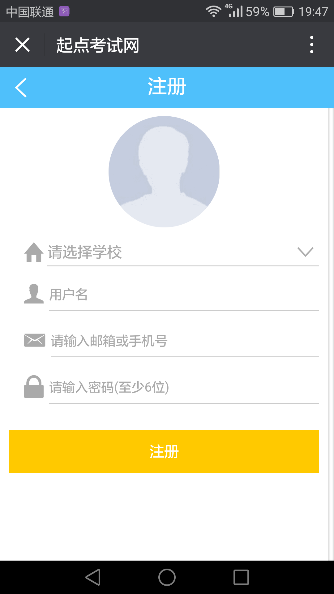 中国联通 4G 59% 19:47
起点考试网
注册
请选择学校
用户名
请输入邮箱或手机号
请输入密码(至少6位)
注册